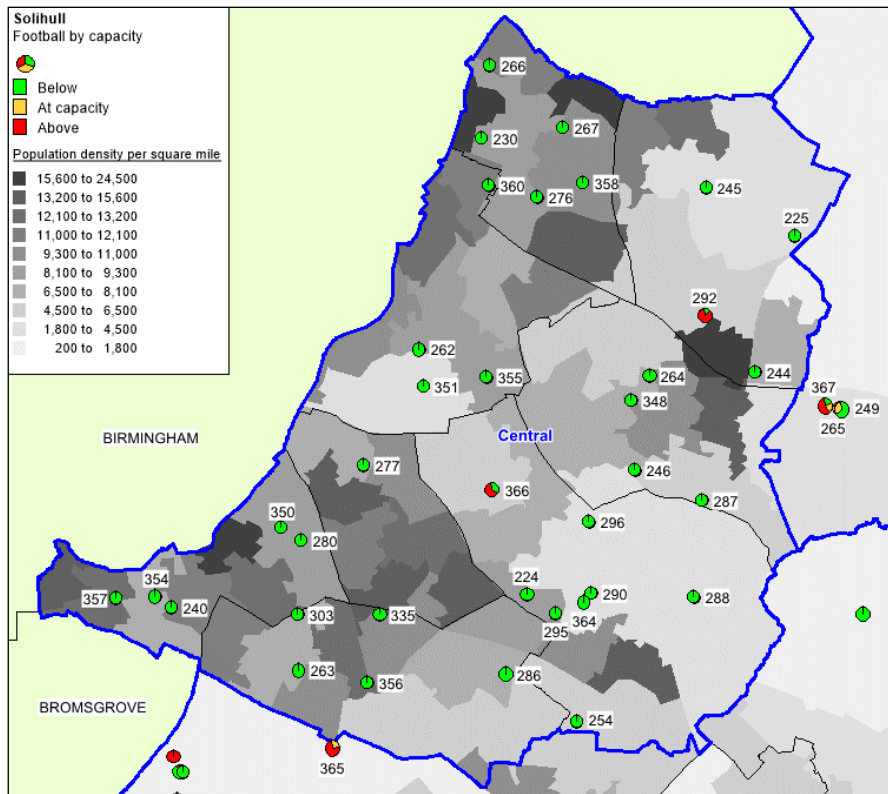 Solihull
Football by capacity
Below
At capacity
Above
Population density per square mile
15,600 to 24,500
13,200 to 15,600
12,100 to 13,200
11,000 to 12,100
9,300 to 11,000
8,100 to 9,300
6,500 to 8,100
4,500 to 6,500
1,800 to 4,500
200 to 1,800
266
230
267
360
276
358
245
225
292
262
351
355
264
348
244
367
249
265
BIRMINGHAM
Central
277
366
246
287
350
280
296
357
354
240
303
335
224
295
290
364
288
263
356
286
254
BROMSGROVE
365